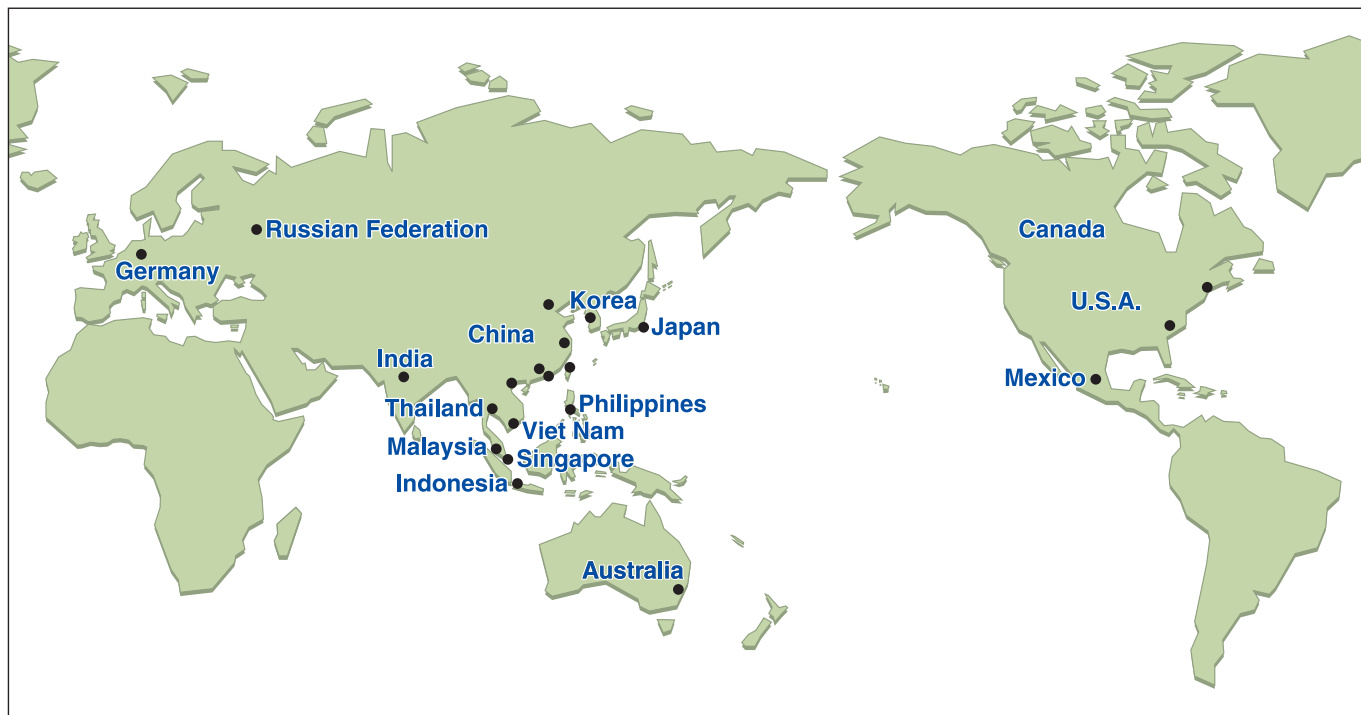 Russian Federation
Canada
Germany
Korea
U.S.A.
China
Japan
India
Mexico
Thailand
Philippines
Viet Nam
Malaysia
Singapore
Indonesia
Australia